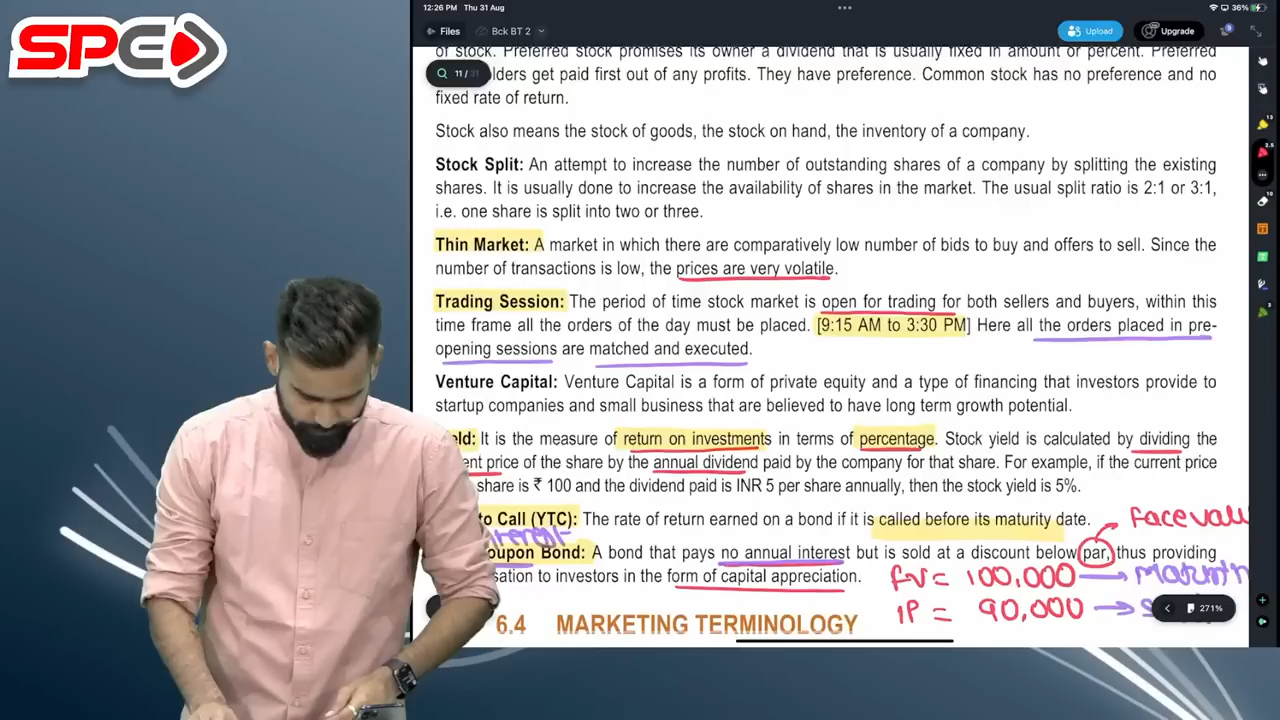 SPC
12:26 PM Thu 31 Aug
36%
Files
Bck BT 2
Upload
Upgrade
of stock. Preferred stock promises its owner a dividend that is usually fixed in amount or percent. Preferred
11 / 31
olders get paid first out of any profits. They have preference. Common stock has no preference and no
fixed rate of return.
Stock also means the stock of goods, the stock on hand, the inventory of a company.
Stock Split: An attempt to increase the number of outstanding shares of a company by splitting the existing
shares. It is usually done to increase the availability of shares in the market. The usual split ratio is 2:1 or 3:1,
i.e. one share is split into two or three.
Thin Market: A market in which there are comparatively low number of bids to buy and offers to sell. Since the
number of transactions is low, the prices are very volatile.
Trading Session: The period of time stock market is open for trading for both sellers and buyers, within this
time frame all the orders of the day must be placed. [9:15 AM to 3:30 PM] Here all the orders placed in pre-
opening sessions are matched and executed.
Venture Capital: Venture Capital is a form of private equity and a type of financing that investors provide to
startup companies and small business that are believed to have long term growth potential.
eld: It is the measure of return on investments in terms of percentage. Stock yield is calculated by dividing the
ent price of the share by the annual dividend paid by the company for that share. For example, if the current price
share is ₹ 100 and the dividend paid is INR 5 per share annually, then the stock yield is 5%.
to Call (YTC): The rate of return earned on a bond if it is called before its maturity date.
Face valu
oupon Bond: A bond that pays no annual interest but is sold at a discount below par, thus providing
sation to investors in the form of capital appreciation.
FV = 100,000
IP = 90,000
271%
6.4 MARKETING TERMINOLOGY